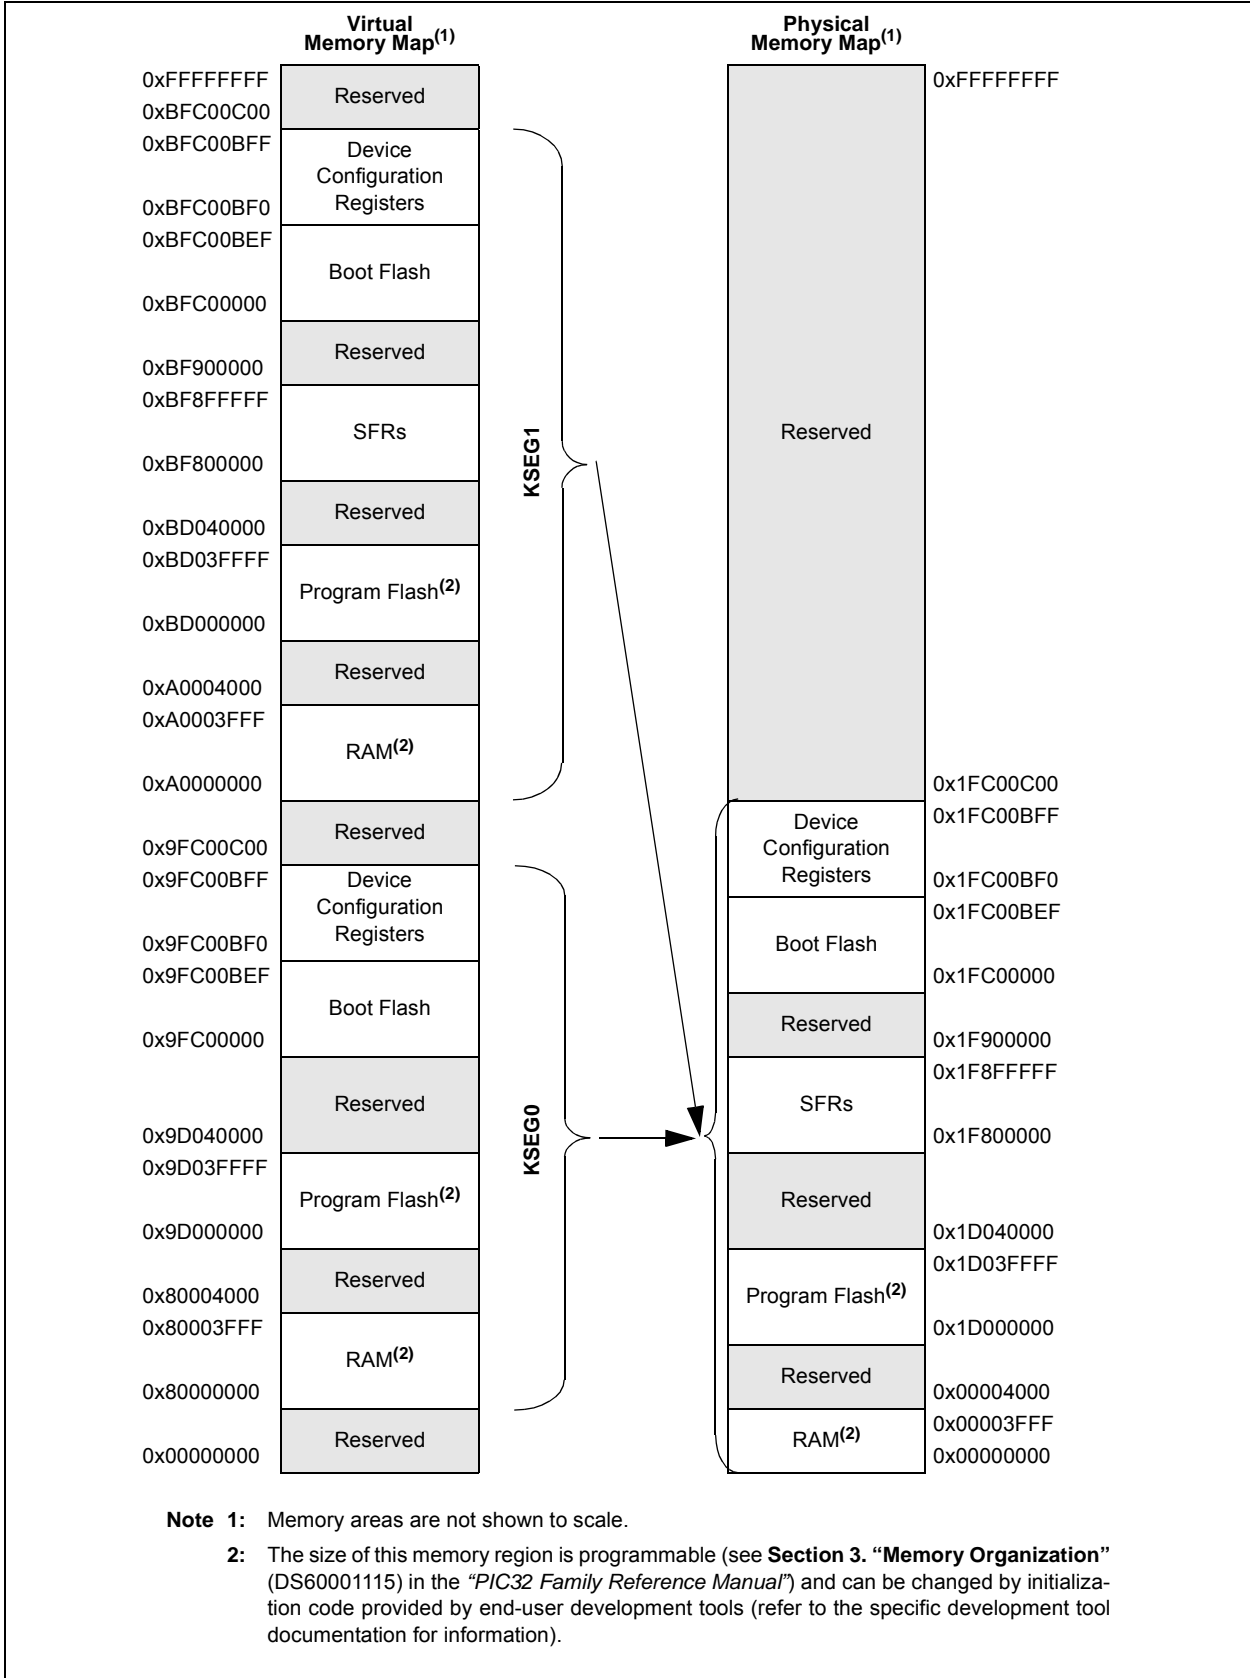 Virtual
Memory Map(1)
Physical
Memory Map(1)
0xFFFFFFFF
Reserved
0xBFC00C00
0xBFC00BFF
Device
Configuration
Registers
0xBFC00BF0
0xBFC00BEF
Boot Flash
0xBFC00000
Reserved
0xBF900000
0xBF8FFFFF
SFRs
0xBF800000
Reserved
0xBD040000
0xBD03FFFF
Program Flash(2)
0xBD000000
Reserved
0xA0004000
0xA0003FFF
RAM(2)
0xA0000000
Reserved
0x9FC00C00
0x9FC00BFF
Device
Configuration
Registers
0x9FC00BF0
0x9FC00BEF
Boot Flash
0x9FC00000
Reserved
0x9D040000
0x9D03FFFF
Program Flash(2)
0x9D000000
Reserved
0x80004000
0x80003FFF
RAM(2)
0x80000000
Reserved
0x00000000
KSEG1
KSEG0
0xFFFFFFFF
Reserved
0x1FC00C00
0x1FC00BFF
Device
Configuration
Registers
0x1FC00BF0
0x1FC00BEF
Boot Flash
0x1FC00000
Reserved
0x1F900000
0x1F8FFFFF
SFRs
0x1F800000
Reserved
0x1D040000
0x1D03FFFF
Program Flash(2)
0x1D000000
Reserved
0x00004000
0x00003FFF
RAM(2)
0x00000000
Note 1: Memory areas are not shown to scale.
2: The size of this memory region is programmable (see Section 3. “Memory Organization”
(DS60001115) in the “PIC32 Family Reference Manual”) and can be changed by initializa-
tion code provided by end-user development tools (refer to the specific development tool
documentation for information).